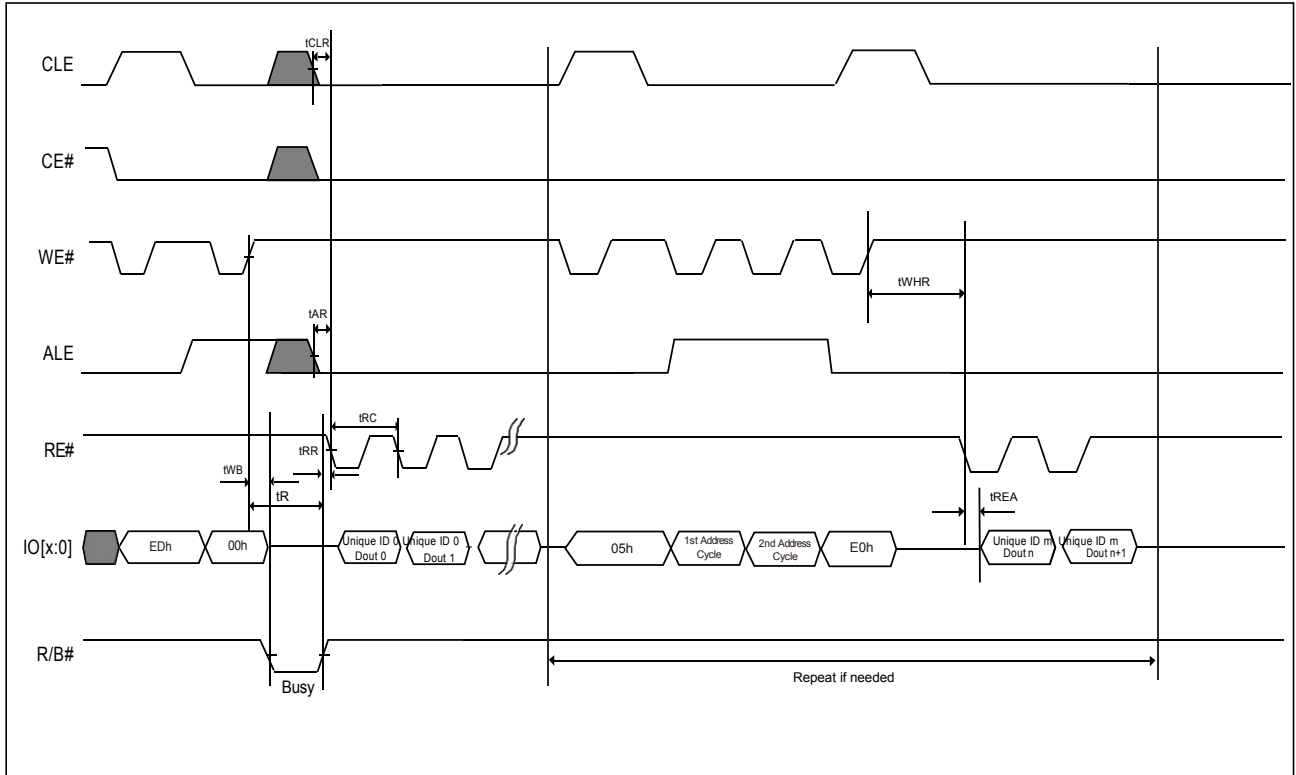 tCLR
CLE
CE#
WE#
tWHR
tAR
ALE
tRC
RE#
tRR
tWB
tR
tREA
IO[x:0]
EDh
00h
Unique ID 0
Dout 0
Unique ID 0
Dout 1
05h
1st Address
Cycle
2nd Address
Cycle
E0h
Unique ID m
Dout n
Unique ID m
Dout n+1
R/B#
Busy
Repeat if needed